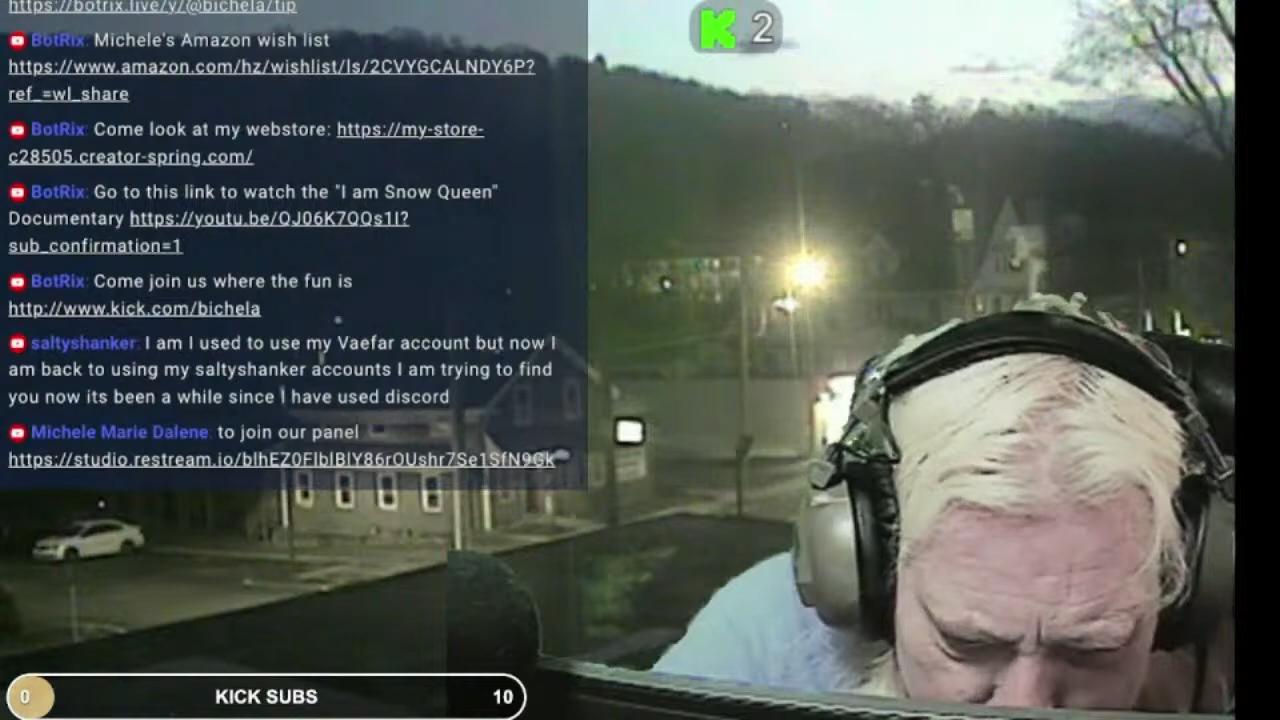 https://botrix.live/y/@bichela/tip
BotRix: Michele's Amazon wish list
https://www.amazon.com/hz/wishlist/ls/2CVYGCALNDY6P?
ref_=wl_share
BotRix: Come look at my webstore: https://my-store-
c28505.creator-spring.com/
BotRix: Go to this link to watch the "I am Snow Queen"
Documentary https://youtu.be/QJ06K7QQs1I?
sub_confirmation=1
BotRix: Come join us where the fun is
http://www.kick.com/bichela
saltyshanker: I am I used to use my Vaefar account but now I
am back to using my saltyshanker accounts I am trying to find
you now its been a while since I have used discord
Michele Marie Dalene: to join our panel
https://studio.restream.io/blhEZ0FlblBlY86rOUshr7Se1SfN9Gk
K 2
0 KICK SUBS 10